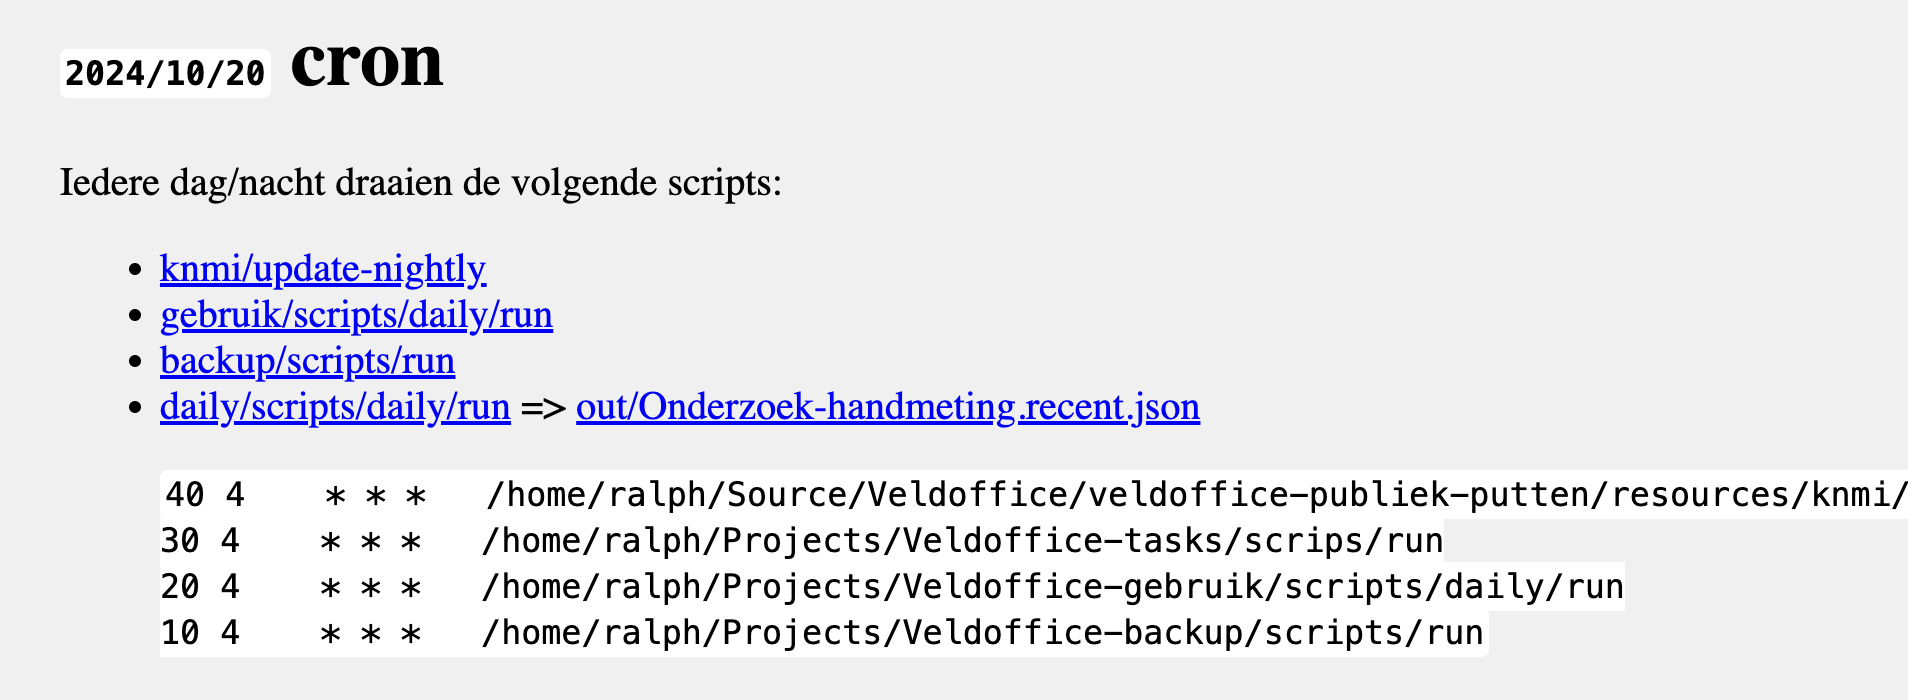 2024/10/20 cron
Iedere dag/nacht draaien de volgende scripts:
• knmi/update-nightly
• gebruik/scripts/daily/run
• backup/scripts/run
• daily/scripts/daily/run => out/Onderzoek-handmeting.recent.json
40 4    * * *   /home/ralph/Source/Veldoffice/veldoffice-publiek-putten/resources/knmi/
30 4    * * *   /home/ralph/Projects/Veldoffice-tasks/scrips/run
20 4    * * *   /home/ralph/Projects/Veldoffice-gebruik/scripts/daily/run
10 4    * * *   /home/ralph/Projects/Veldoffice-backup/scripts/run